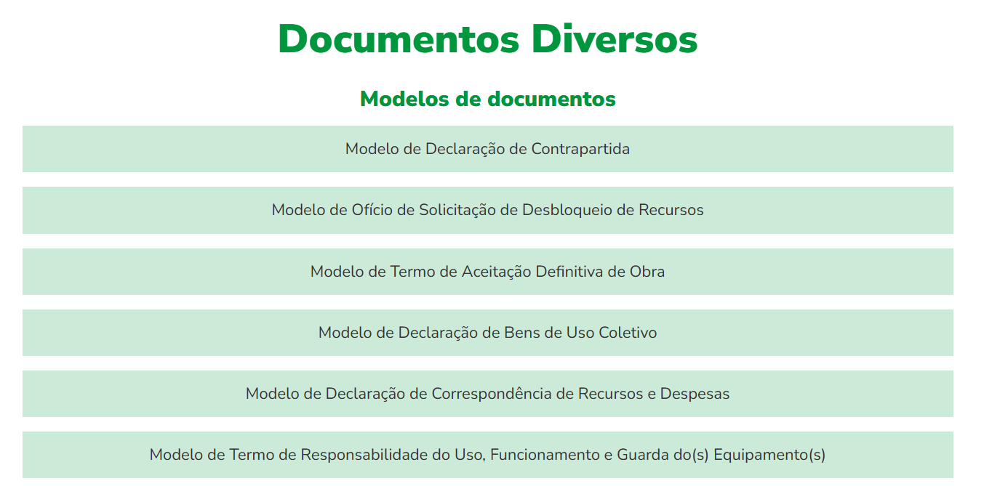 Documentos Diversos
Modelos de documentos
Modelo de Declaração de Contrapartida
Modelo de Ofício de Solicitação de Desbloqueio de Recursos
Modelo de Termo de Aceitação Definitiva de Obra
Modelo de Declaração de Bens de Uso Coletivo
Modelo de Declaração de Correspondência de Recursos e Despesas
Modelo de Termo de Responsabilidade do Uso, Funcionamento e Guarda do(s) Equipamento(s)